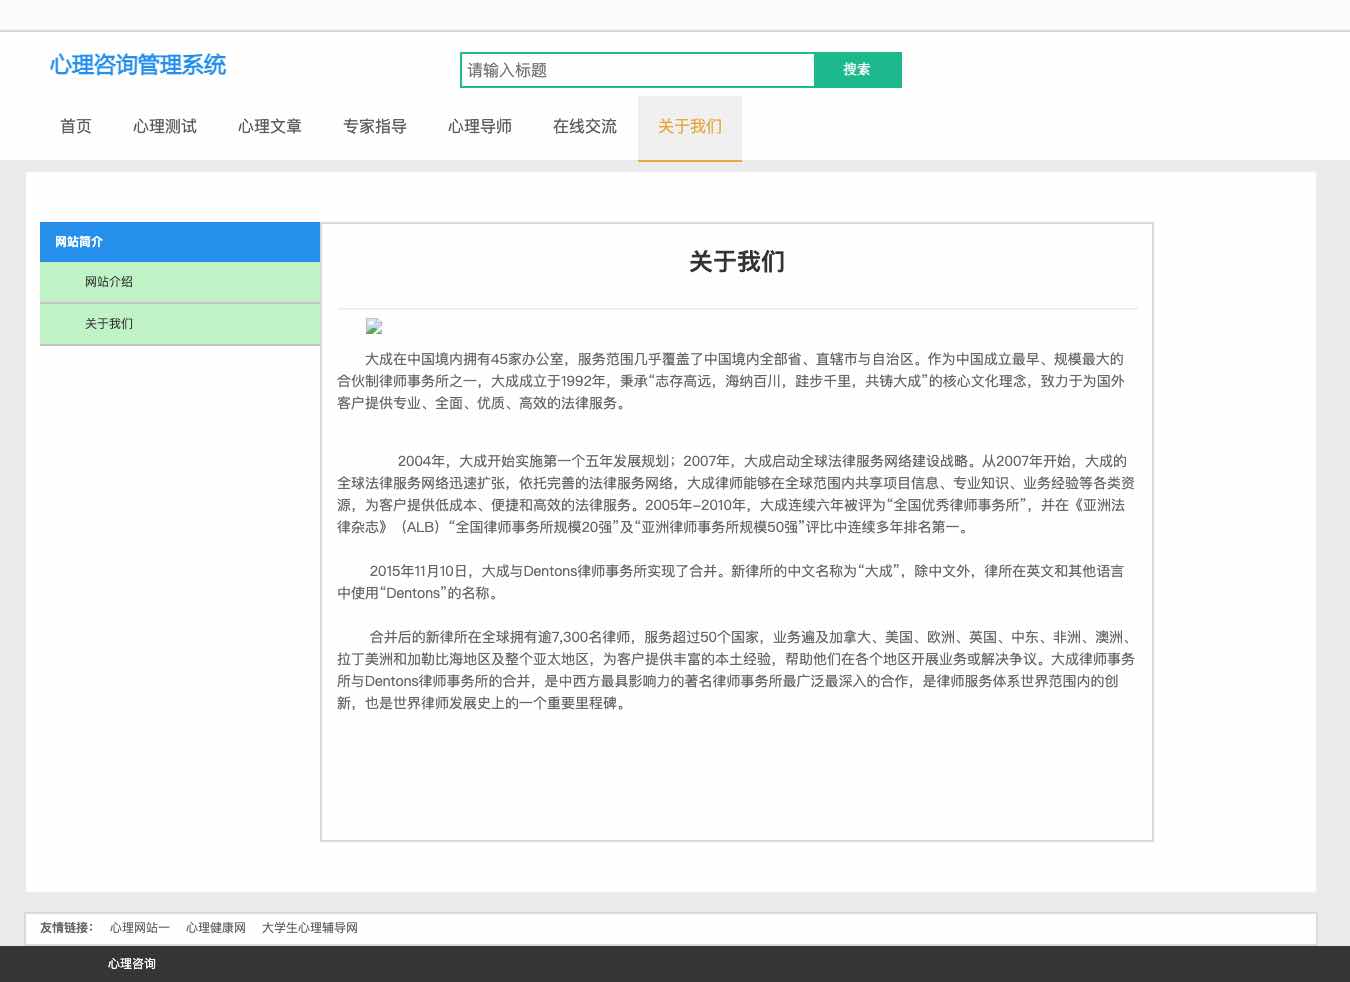 心理咨询管理系统
请输入标题
搜索
首页
心理测试
心理文章
专家指导
心理导师
在线交流
关于我们
网站简介
网站介绍
关于我们
关于我们
大成在中国境内拥有45家办公室，服务范围几乎覆盖了中国境内全部省、直辖市与自治区。作为中国成立最早、规模最大的
合伙制律师事务所之一，大成成立于1992年，秉承“志存高远，海纳百川，跬步千里，共铸大成”的核心文化理念，致力于为国外
客户提供专业、全面、优质、高效的法律服务。
2004年，大成开始实施第一个五年发展规划；2007年，大成启动全球法律服务网络建设战略。从2007年开始，大成的
全球法律服务网络迅速扩张，依托完善的法律服务网络，大成律师能够在全球范围内共享项目信息、专业知识、业务经验等各类资
源，为客户提供低成本、便捷和高效的法律服务。2005年-2010年，大成连续六年被评为“全国优秀律师事务所”，并在《亚洲法
律杂志》（ALB）“全国律师事务所规模20强”及“亚洲律师事务所规模50强”评比中连续多年排名第一。
2015年11月10日，大成与Dentons律师事务所实现了合并。新律所的中文名称为“大成”，除中文外，律所在英文和其他语言
中使用“Dentons”的名称。
合并后的新律所在全球拥有逾7,300名律师，服务超过50个国家，业务遍及加拿大、美国、欧洲、英国、中东、非洲、澳洲、
拉丁美洲和加勒比海地区及整个亚太地区，为客户提供丰富的本土经验，帮助他们在各个地区开展业务或解决争议。大成律师事务
所与Dentons律师事务所的合并，是中西方最具影响力的著名律师事务所最广泛最深入的合作，是律师服务体系世界范围内的创
新，也是世界律师发展史上的一个重要里程碑。
友情链接： 心理网站一 心理健康网 大学生心理辅导网
心理咨询